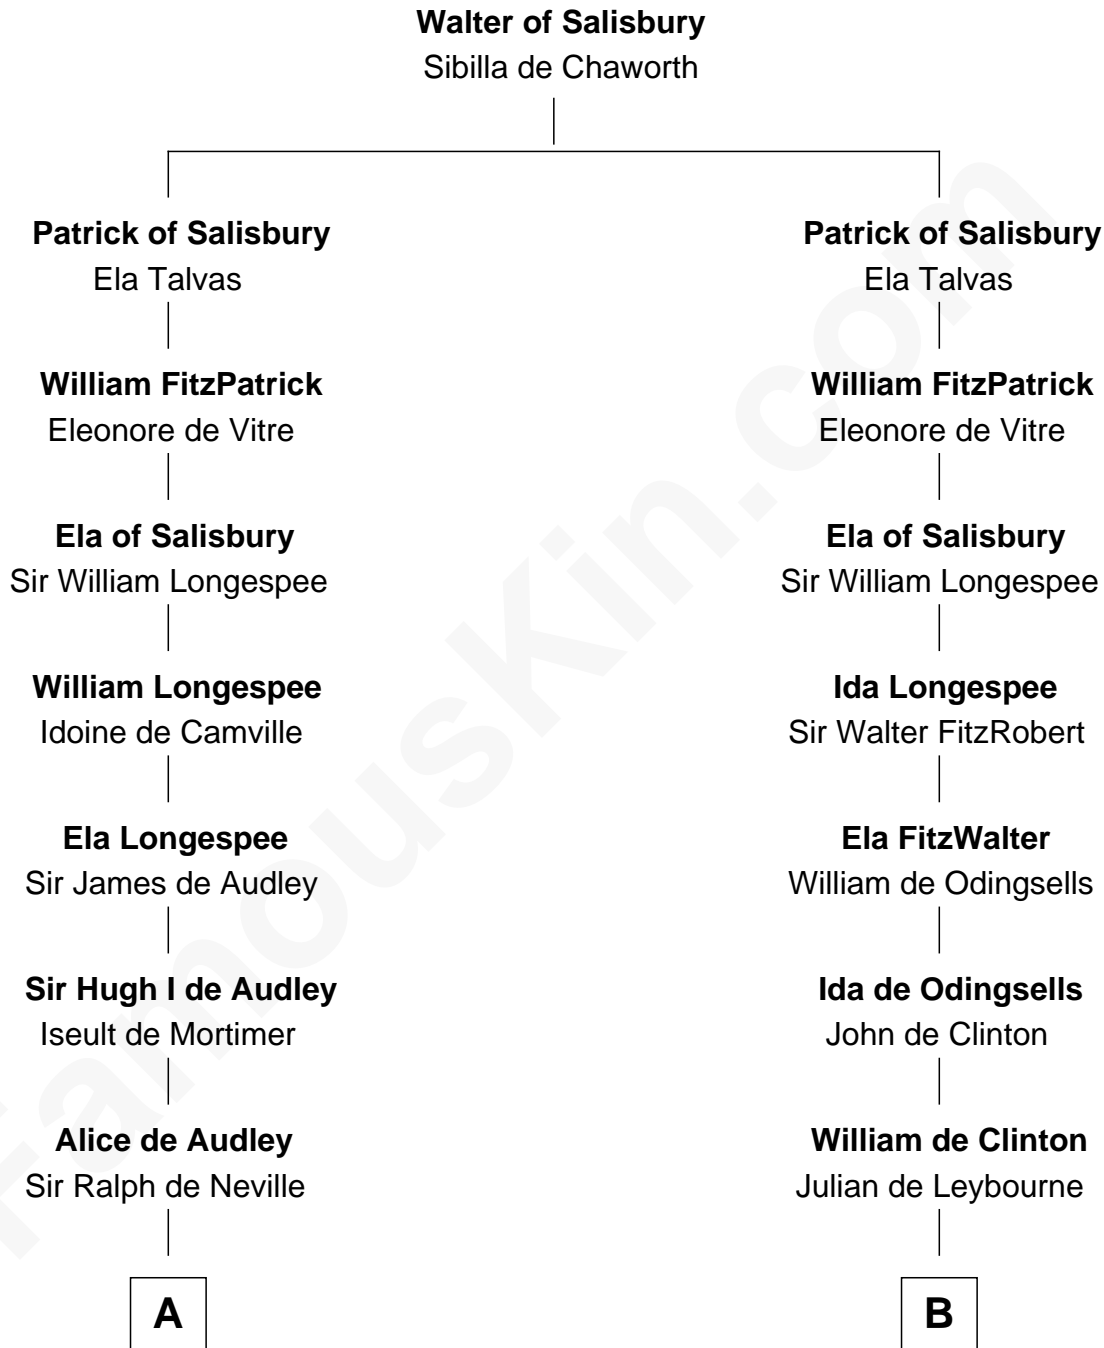 Walter of Salisbury
Sibilla de Chaworth
Patrick of Salisbury
Ela Talvas
William FitzPatrick
Eleonore de Vitre
Ela of Salisbury
Sir William Longespee
William Longespee
Idoine de Camville
Ela Longespee
Sir James de Audley
Sir Hugh I de Audley
Iseult de Mortimer
Alice de Audley
Sir Ralph de Neville
A
Patrick of Salisbury
Ela Talvas
William FitzPatrick
Eleonore de Vitre
Ela of Salisbury
Sir William Longespee
Ida Longespee
Sir Walter FitzRobert
Ela FitzWalter
William de Odingsells
Ida de Odingsells
John de Clinton
William de Clinton
Julian de Leybourne
B
FamousKin.com